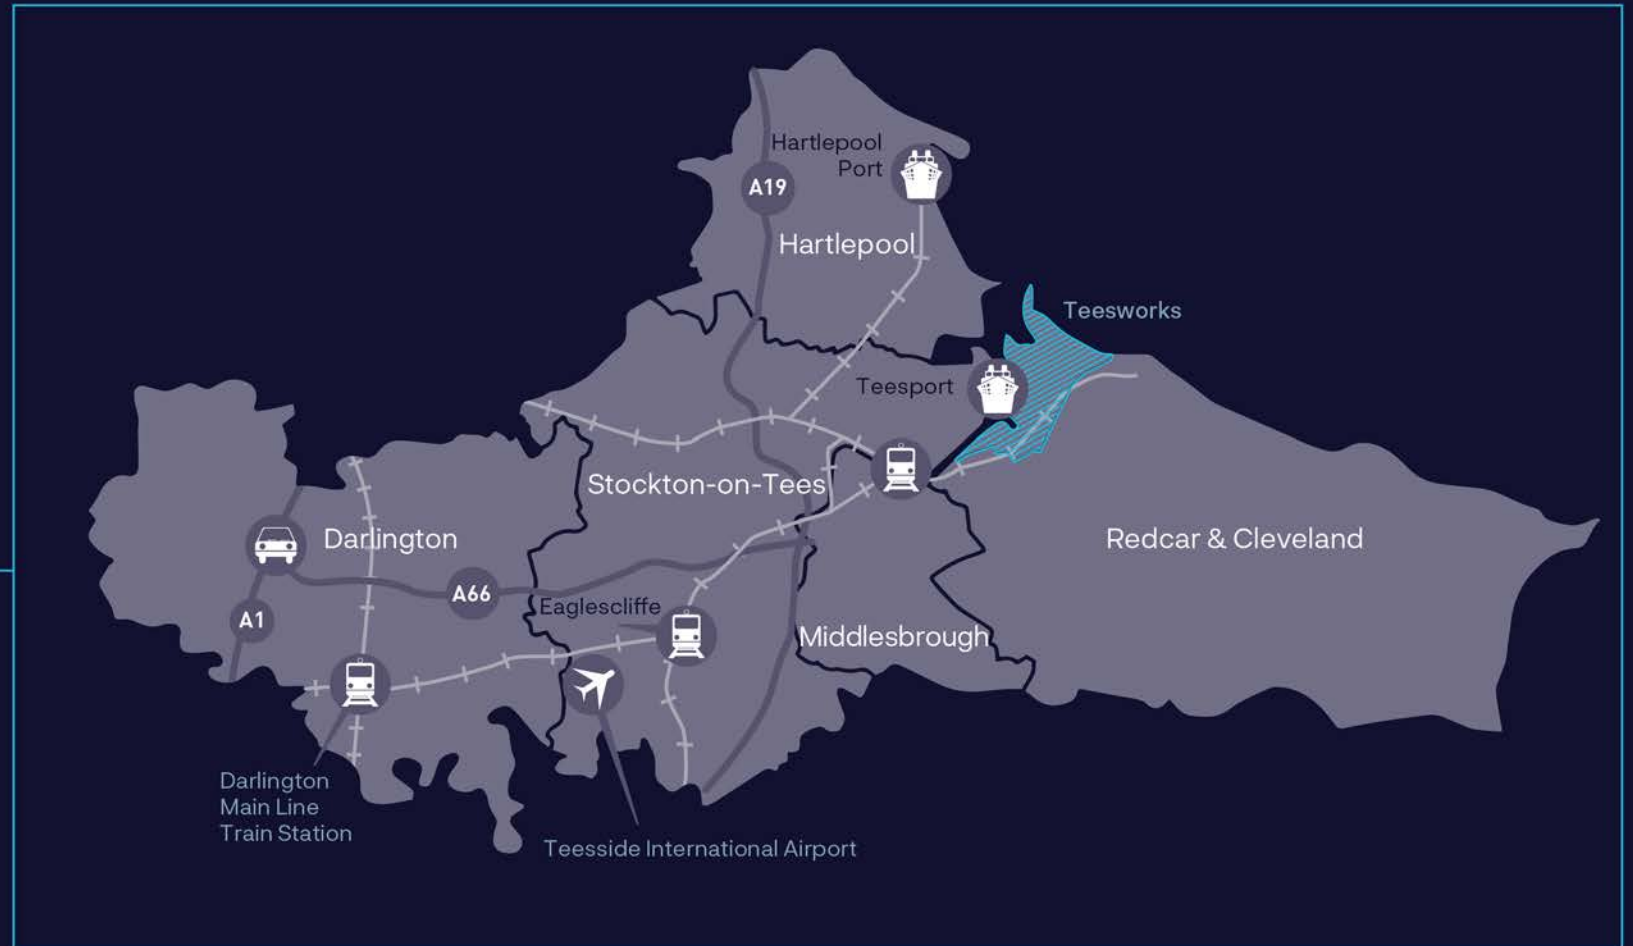 Hartlepool
Port
A19
Hartlepool
Teesworks
Teesport
Stockton-on-Tees
Darlington
Redcar & Cleveland
A66
Eaglescliffe
A1
Middlesbrough
Darlington
Main Line
Train Station
Teesside International Airport